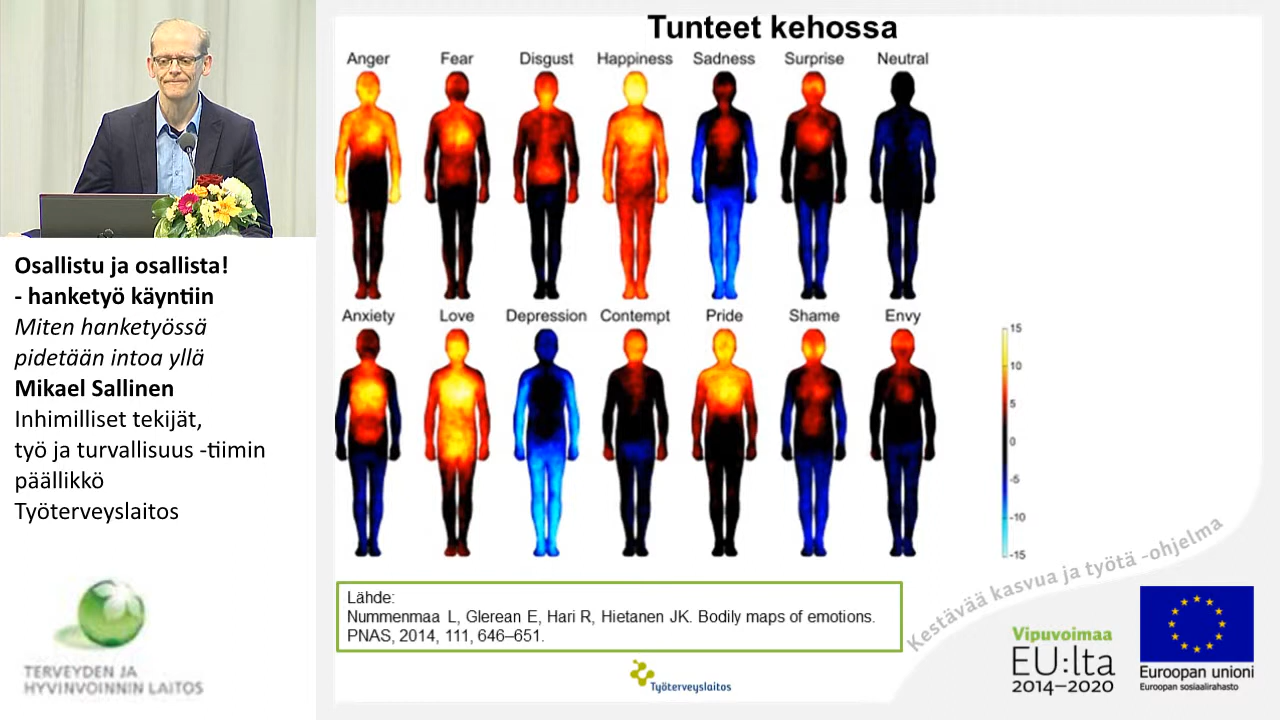 Osallistu ja osallista!
- hanketyö käyntiin
Miten hanketyössä
pidetään intoa yllä
Mikael Sallinen
Inhimilliset tekijät,
työ ja turvallisuus -tiimin
päällikkö
Työterveyslaitos
TERVEYDEN JA
HYVINVOINNIN LAITOS
Tunteet kehossa
Anger Fear Disgust Happiness Sadness Surprise Neutral
Anxiety Love Depression Contempt Pride Shame Envy
15
10
5
0
-5
-10
-15
Lähde:
Nummenmaa L, Glerean E, Hari R, Hietanen JK. Bodily maps of emotions.
PNAS, 2014, 111, 646–651.
Työterveyslaitos
Kestävää kasvua ja työtä -ohjelma
Vipuvoimaa
EU:lta
2014–2020
Euroopan unioni
Euroopan sosiaalirahasto